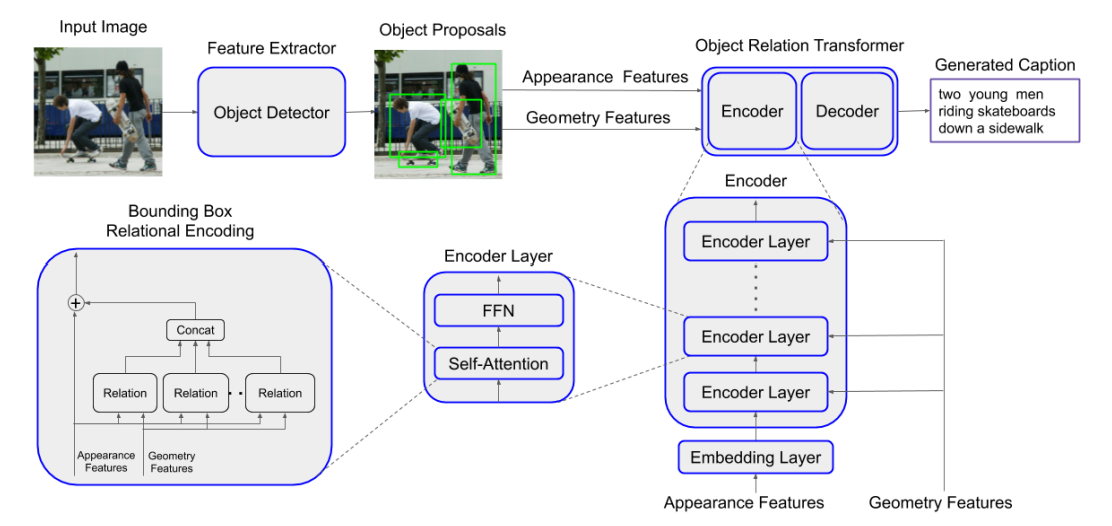 Input Image
Feature Extractor
Object Detector
Object Proposals
Appearance Features
Geometry Features
Object Relation Transformer
Encoder
Decoder
Generated Caption
two young men
riding skateboards
down a sidewalk
Bounding Box
Relational Encoding
Concat
Relation
Relation
Relation
Appearance
Features
Geometry
Features
Encoder Layer
FFN
Self-Attention
Encoder
Encoder Layer
Encoder Layer
Encoder Layer
Embedding Layer
Appearance Features
Geometry Features